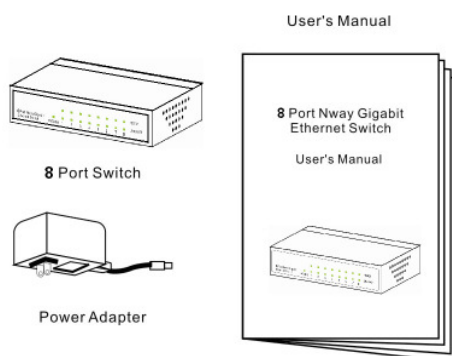 User's Manual
8 Port Switch
Power Adapter
8 Port Nway Gigabit
Ethernet Switch
User's Manual